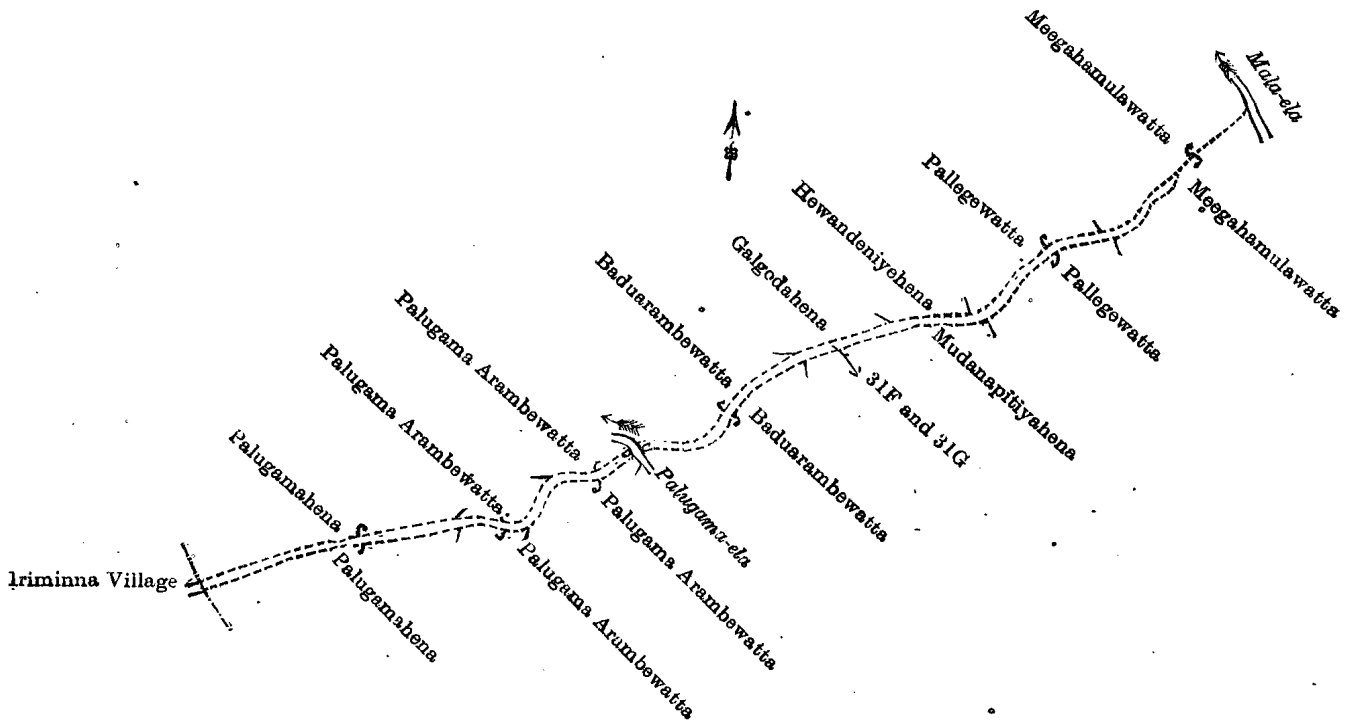 Meegahamulawatta
Mala-ela
Meegahamulawatta
Pallegewatta
Pallegewatta
Hewandeniyehena
Mudanapitiyahena
Galgodahena
31F and 31G
Baduarambewatta
Baduarambewatta
Palugama-ela
Palugama Arambewatta
Palugama Arambewatta
Palugama Arambewatta
Palugama Arambewatta
Palugamahena
Palugamahena
Iriminna Village